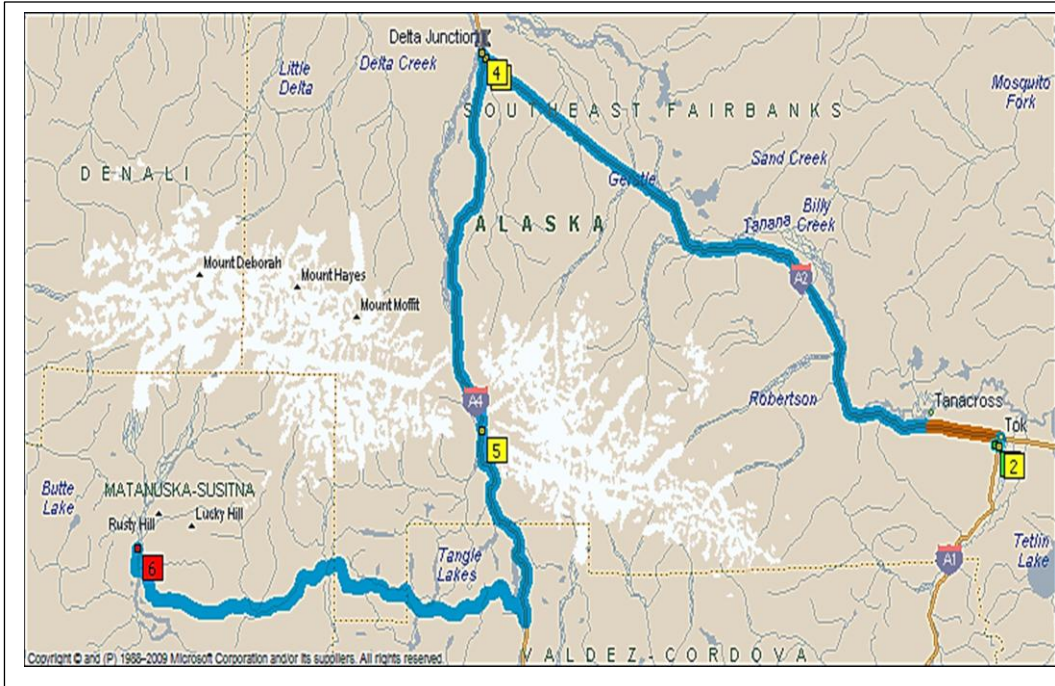 Delta Junction
Little
Delta
Delta Creek
4
Mosquito
Fork
SOUTHEAST FAIRBANKS
Sand Creek
DENALI
Gerstle
Billy
Creek
Tanana
ALASKA
Mount Deborah
Mount Hayes
A2
Mount Moffit
A4
Robertson
Tanacross
Tok
5
2
Butte
Lake
MATANUSKA-SUSITNA
Rusty Hill
Lucky Hill
Tangle
Lakes
A1
Tetlin
Lake
6
VALDEZ-CORDOVA
Copyright © and (P) 1988–2009 Microsoft Corporation and/or its suppliers. All rights reserved.